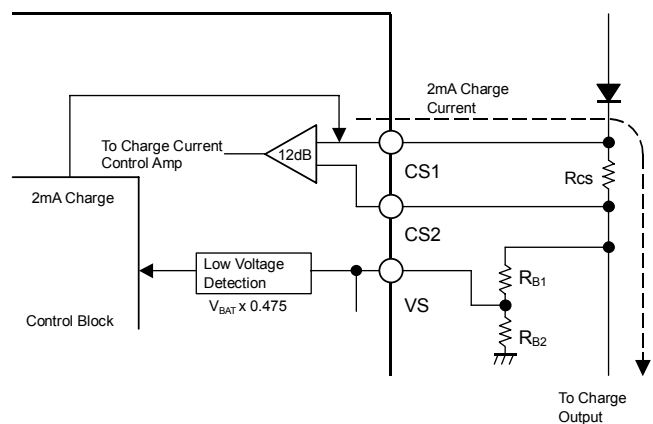 2mA Charge
Current
To Charge Current
Control Amp
12dB
CS1
Rcs
2mA Charge
CS2
Low Voltage
Detection
RB1
VBAT x 0.475
VS
Control Block
RB2
To Charge
Output